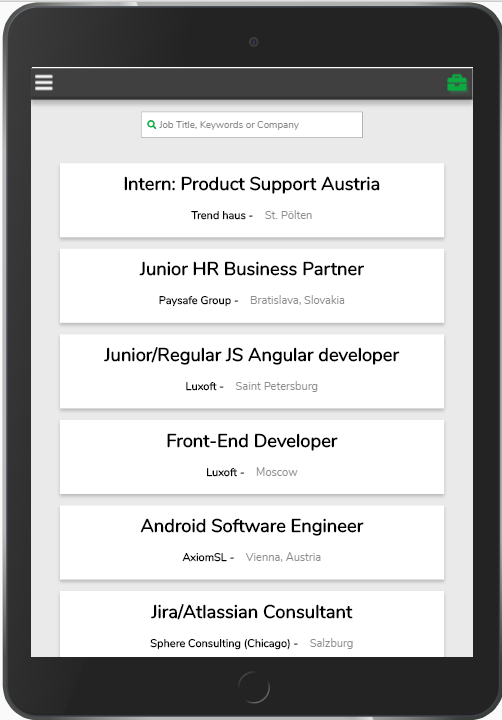 Job Title, Keywords or Company
Intern: Product Support Austria
Trend haus - St. Pölten
Junior HR Business Partner
Paysafe Group - Bratislava, Slovakia
Junior/Regular JS Angular developer
Luxoft - Saint Petersburg
Front-End Developer
Luxoft - Moscow
Android Software Engineer
AxiomSL - Vienna, Austria
Jira/Atlassian Consultant
Sphere Consulting (Chicago) - Salzburg